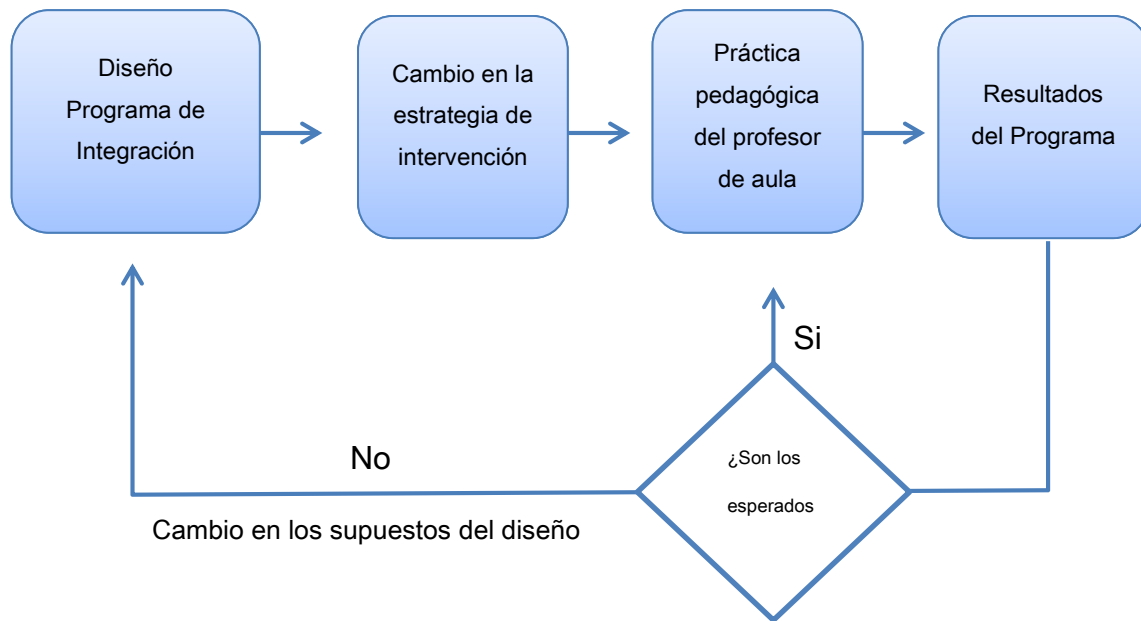 Diseño
Programa de
Integración
Cambio en la
estrategia de
intervención
Práctica
pedagógica
del profesor
de aula
Resultados
del Programa
Si
No
¿Son los
esperados
Cambio en los supuestos del diseño